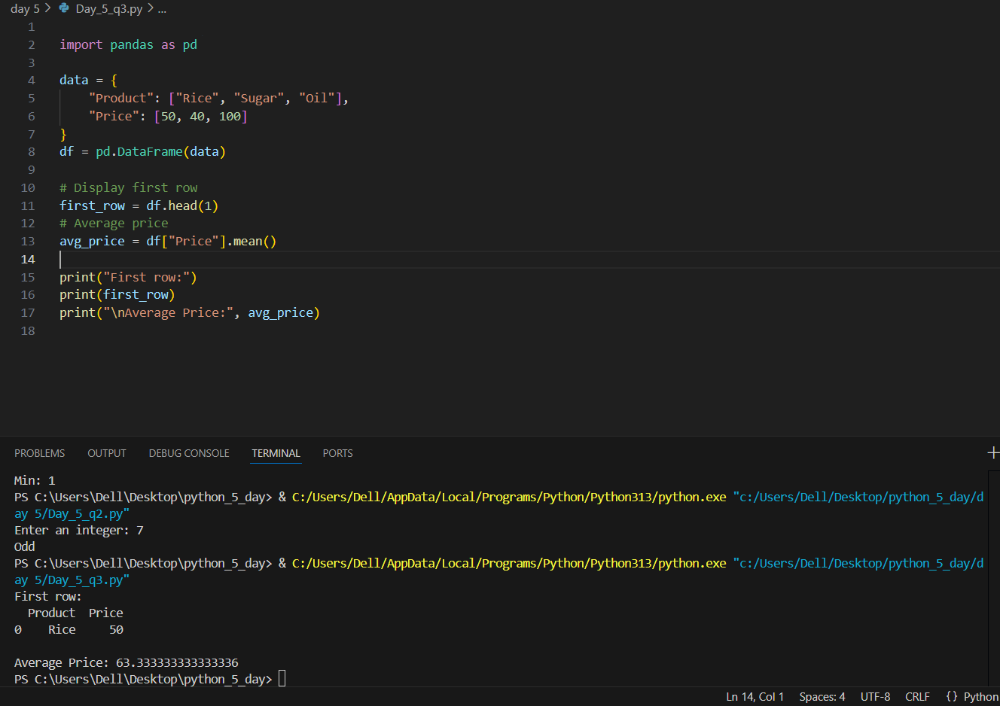 day 5 > Day_5_q3.py > ...
1
2 import pandas as pd
3
4 data = {
5     "Product": ["Rice", "Sugar", "Oil"],
6     "Price": [50, 40, 100]
7 }
8 df = pd.DataFrame(data)
9
10 # Display first row
11 first_row = df.head(1)
12 # Average price
13 avg_price = df["Price"].mean()
14
15 print("First row:")
16 print(first_row)
17 print("\nAverage Price:", avg_price)
18
PROBLEMS OUTPUT DEBUG CONSOLE TERMINAL PORTS +
Min: 1
PS C:\Users\Dell\Desktop\python_5_day> & C:/Users/Dell/AppData/Local/Programs/Python/Python313/python.exe "c:/Users/Dell/Desktop/python_5_day/d
ay 5/Day_5_q2.py"
Enter an integer: 7
Odd
PS C:\Users\Dell\Desktop\python_5_day> & C:/Users/Dell/AppData/Local/Programs/Python/Python313/python.exe "c:/Users/Dell/Desktop/python_5_day/d
ay 5/Day_5_q3.py"
First row:
  Product  Price
0    Rice     50

Average Price: 63.333333333333336
PS C:\Users\Dell\Desktop\python_5_day>
Ln 14, Col 1 Spaces: 4 UTF-8 CRLF {} Python